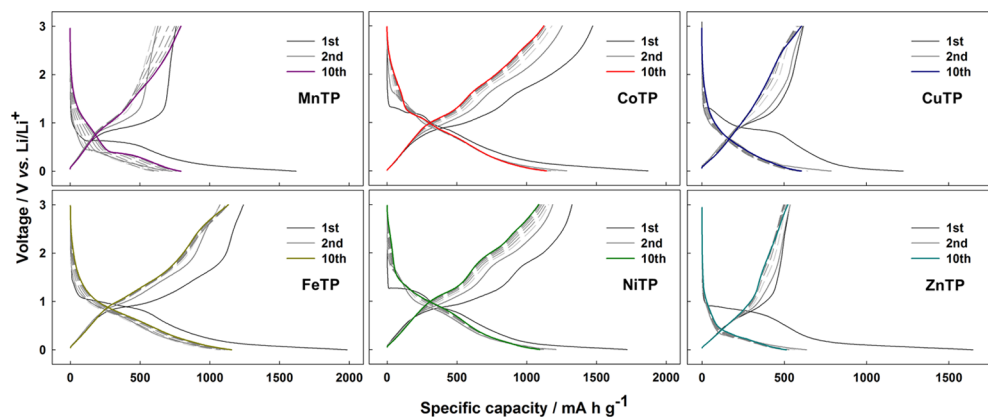 3
2
1
0
1st
2nd
10th
MnTP
1st
2nd
10th
CoTP
1st
2nd
10th
CuTP
3
2
1
0
1st
2nd
10th
FeTP
1st
2nd
10th
NiTP
1st
2nd
10th
ZnTP
Voltage / V vs. Li/Li+
0 500 1000 1500 2000
0 500 1000 1500 2000
0 500 1000 1500
Specific capacity / mA h g-1